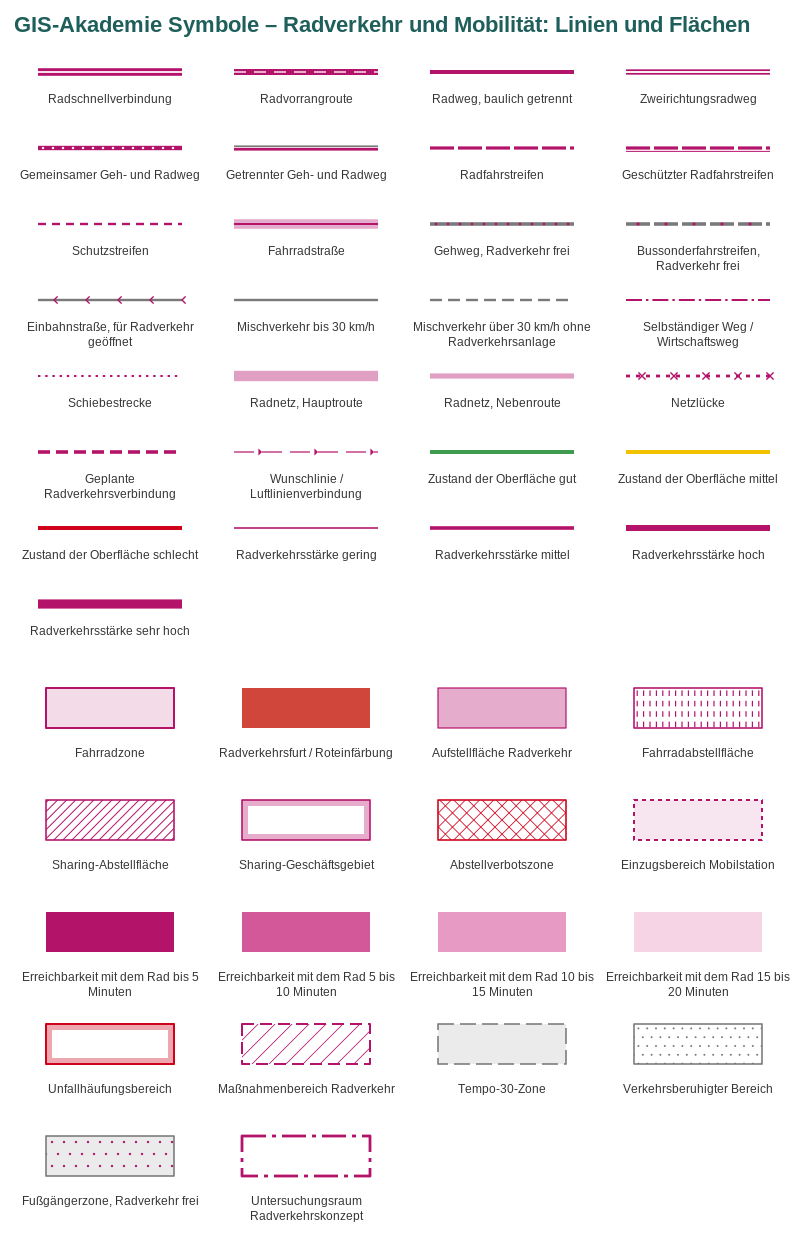 GIS-Akademie Symbole – Radverkehr und Mobilität: Linien und Flächen
Radschnellverbindung
Radvorrangroute
Radweg, baulich getrennt
Zweirichtungsradweg
Gemeinsamer Geh- und Radweg
Getrennter Geh- und Radweg
Radfahrstreifen
Geschützter Radfahrstreifen
Schutzstreifen
Fahrradstraße
Gehweg, Radverkehr frei
Bussonderfahrstreifen,
Radverkehr frei
Einbahnstraße, für Radverkehr
geöffnet
Mischverkehr bis 30 km/h
Mischverkehr über 30 km/h ohne
Radverkehrsanlage
Selbständiger Weg /
Wirtschaftsweg
Schiebestrecke
Radnetz, Hauptroute
Radnetz, Nebenroute
Netzlücke
Geplante
Radverkehrsverbindung
Wunschlinie /
Luftlinienverbindung
Zustand der Oberfläche gut
Zustand der Oberfläche mittel
Zustand der Oberfläche schlecht
Radverkehrsstärke gering
Radverkehrsstärke mittel
Radverkehrsstärke hoch
Radverkehrsstärke sehr hoch
Fahrradzone
Radverkehrsfurt / Roteinfärbung
Aufstellfläche Radverkehr
Fahrradabstellfläche
Sharing-Abstellfläche
Sharing-Geschäftsgebiet
Abstellverbotszone
Einzugsbereich Mobilstation
Erreichbarkeit mit dem Rad bis 5
Minuten
Erreichbarkeit mit dem Rad 5 bis
10 Minuten
Erreichbarkeit mit dem Rad 10 bis
15 Minuten
Erreichbarkeit mit dem Rad 15 bis
20 Minuten
Unfallhäufungsbereich
Maßnahmenbereich Radverkehr
Tempo-30-Zone
Verkehrsberuhigter Bereich
Fußgängerzone, Radverkehr frei
Untersuchungsraum
Radverkehrskonzept